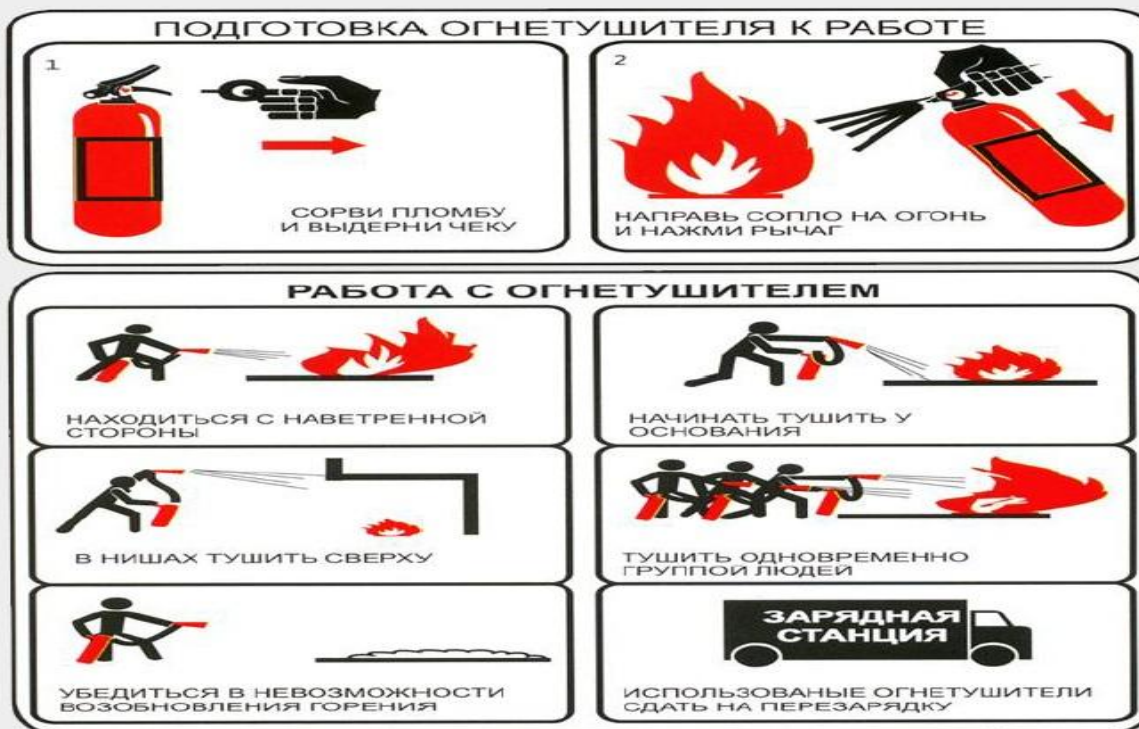 ПОДГОТОВКА ОГНЕТУШИТЕЛЯ К РАБОТЕ
1
СОРВИ ПЛОМБУ
И ВЫДЕРНИ ЧЕКУ
2
НАПРАВЬ СОПЛО НА ОГОНЬ
И НАЖМИ РЫЧАГ
РАБОТА С ОГНЕТУШИТЕЛЕМ
НАХОДИТЬСЯ С НАВЕТРЕННОЙ
СТОРОНЫ
НАЧИНАТЬ ТУШИТЬ У
ОСНОВАНИЯ
В НИШАХ ТУШИТЬ СВЕРХУ
ТУШИТЬ ОДНОВРЕМЕННО
ГРУППОЙ ЛЮДЕЙ
УБЕДИТЬСЯ В НЕВОЗМОЖНОСТИ
ВОЗОБНОВЛЕНИЯ ГОРЕНИЯ
ЗАРЯДНАЯ
СТАНЦИЯ
ИСПОЛЬЗОВАНЫЕ ОГНЕТУШИТЕЛИ
СДАТЬ НА ПЕРЕЗАРЯДКУ